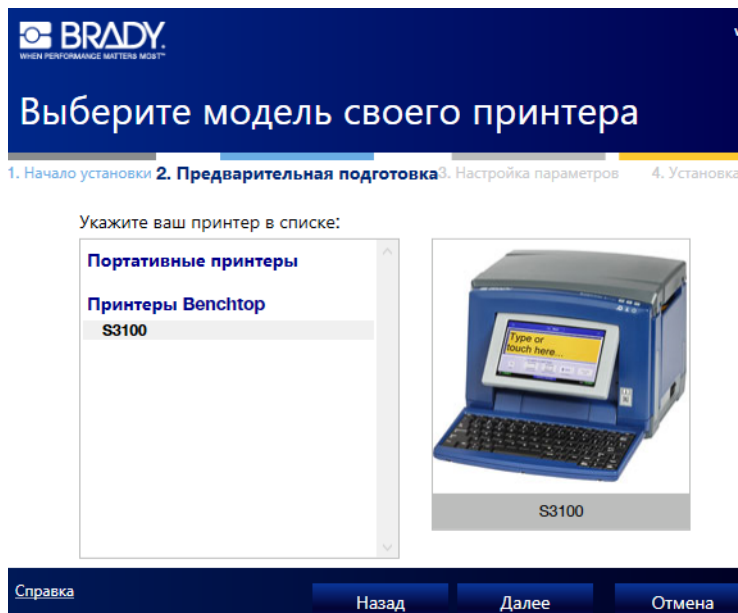 BRADY.
WHEN PERFORMANCE MATTERS MOST™
Выберите модель своего принтера
1. Начало установки 2. Предварительная подготовка 3. Настройка параметров 4. Установка
Укажите ваш принтер в списке:
Портативные принтеры
Принтеры Benchtop
S3100
Type or
touch here...
S3100
Справка
Назад Далее Отмена